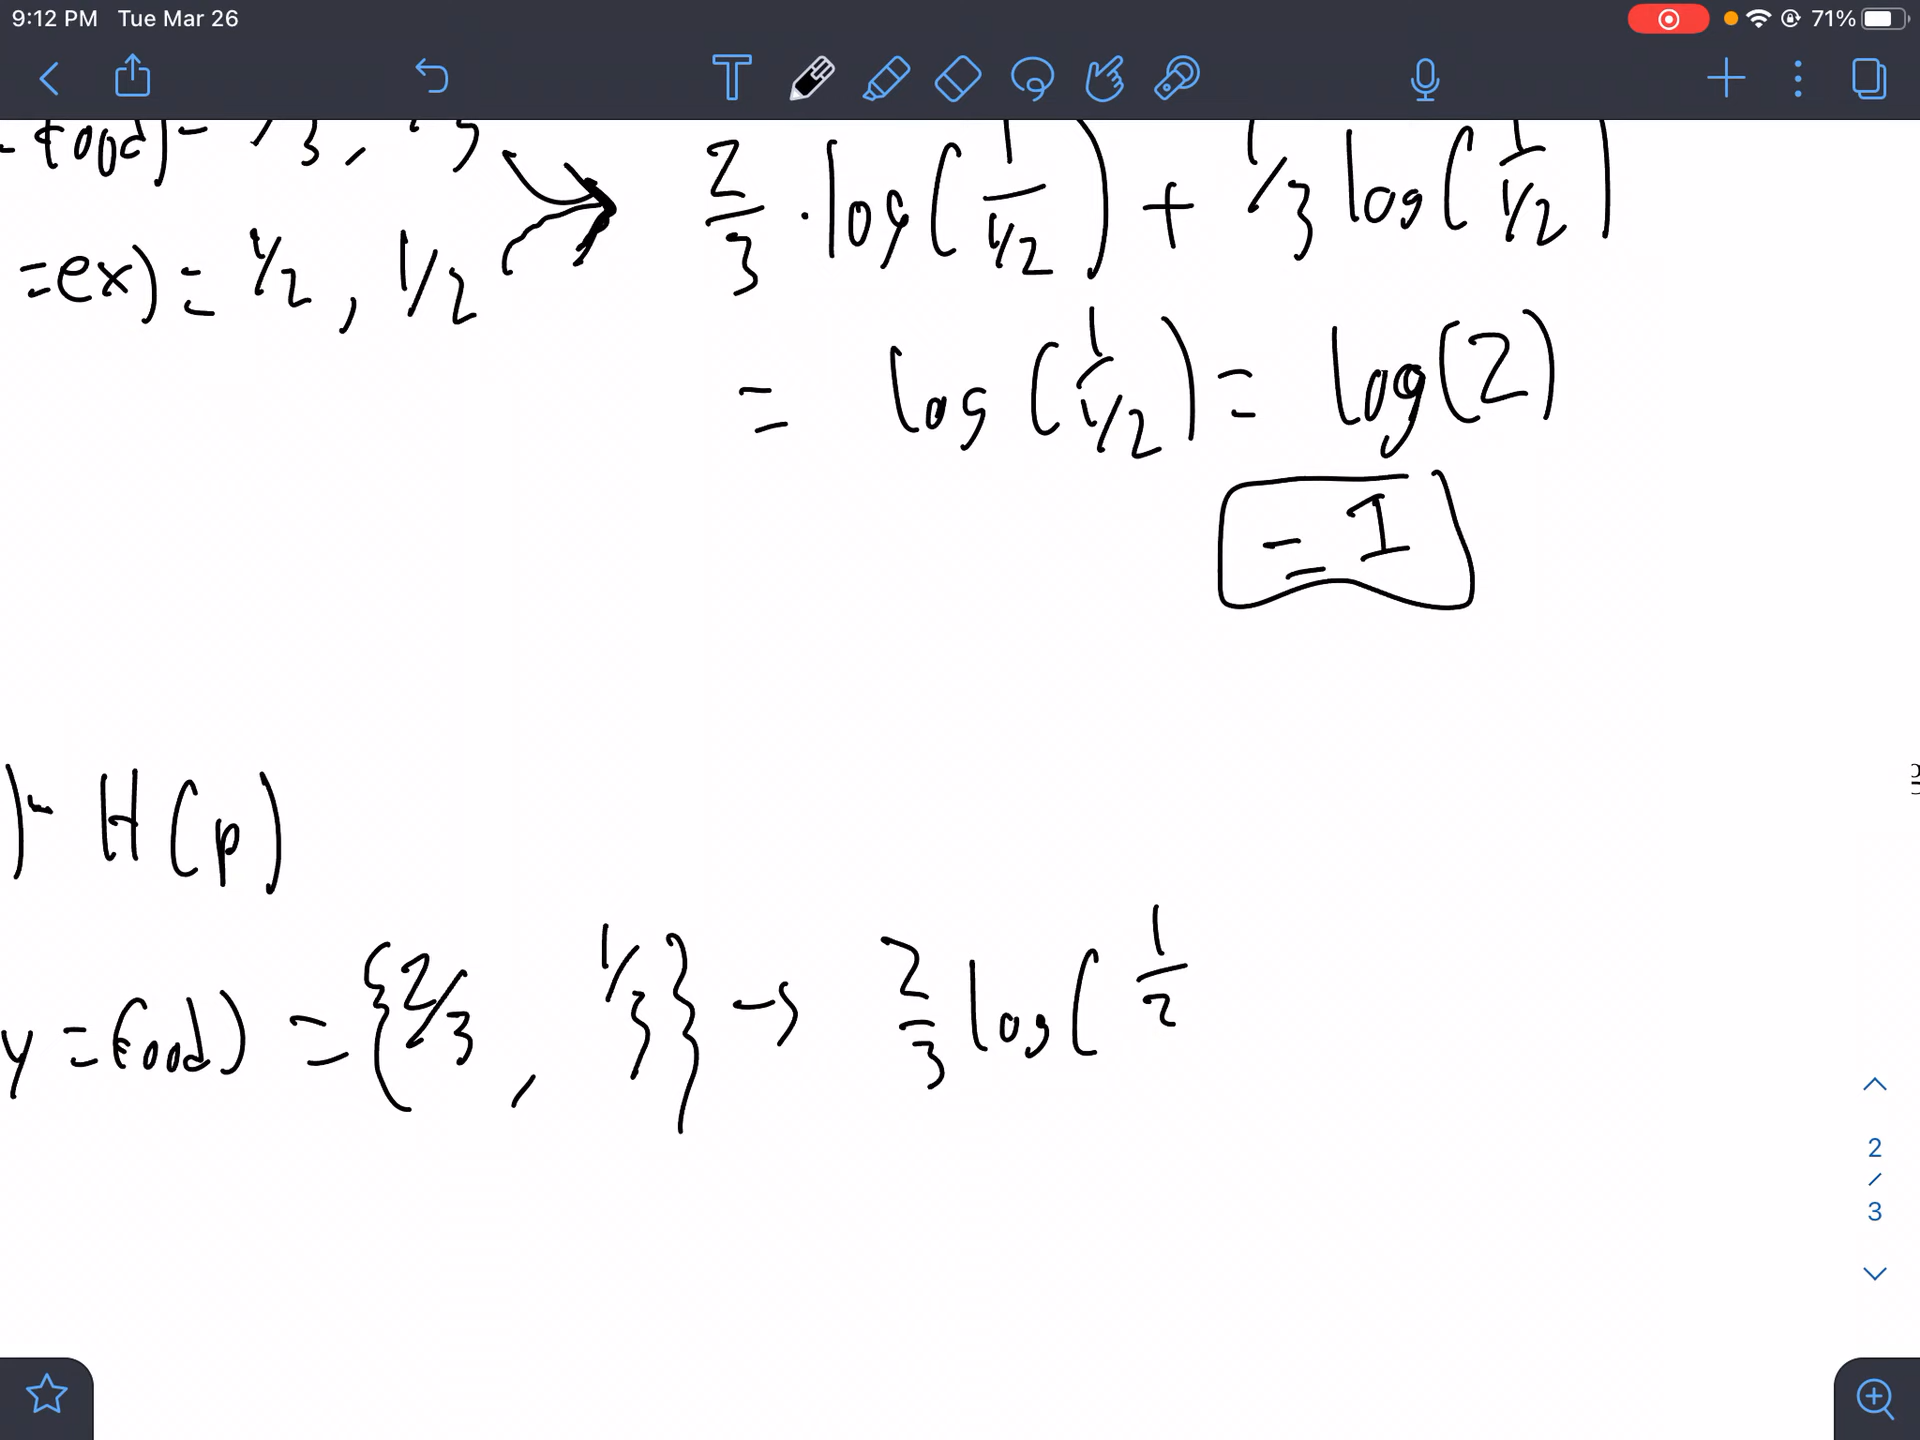 9:12 PM Tue Mar 26 71%
food) = /3, /3
2/3 · log(1/(1/2)) + 1/3 log(1/(1/2))
=ex) = 1/2, 1/2
= log(1/(1/2)) = log(2)
= 1
) - H(p)
y = food) = {2/3, 1/3} → 2/3 log(1/2
2
/
3